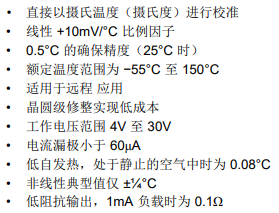 • 直接以摄氏温度（摄氏度）进行校准
• 线性 +10mV/°C 比例因子
• 0.5°C 的确保精度（25°C 时）
• 额定温度范围为 −55°C 至 150°C
• 适用于远程 应用
• 晶圆级修整实现低成本
• 工作电压范围 4V 至 30V
• 电流漏极小于 60μA
• 低自发热，处于静止的空气中时为 0.08°C
• 非线性典型值仅 ±¼°C
• 低阻抗输出，1mA 负载时为 0.1Ω